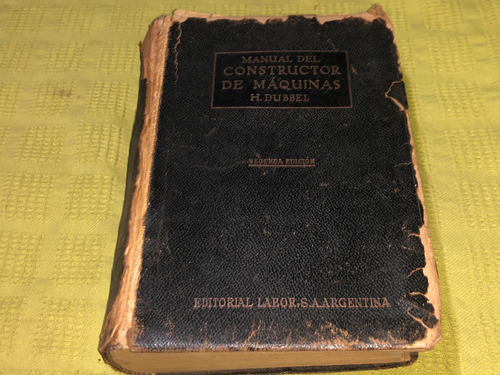 MANUAL DEL
CONSTRUCTOR
DE MÁQUINAS
H. DUBBEL
SEGUNDA EDICIÓN
EDITORIAL LABOR, S.A. ARGENTINA